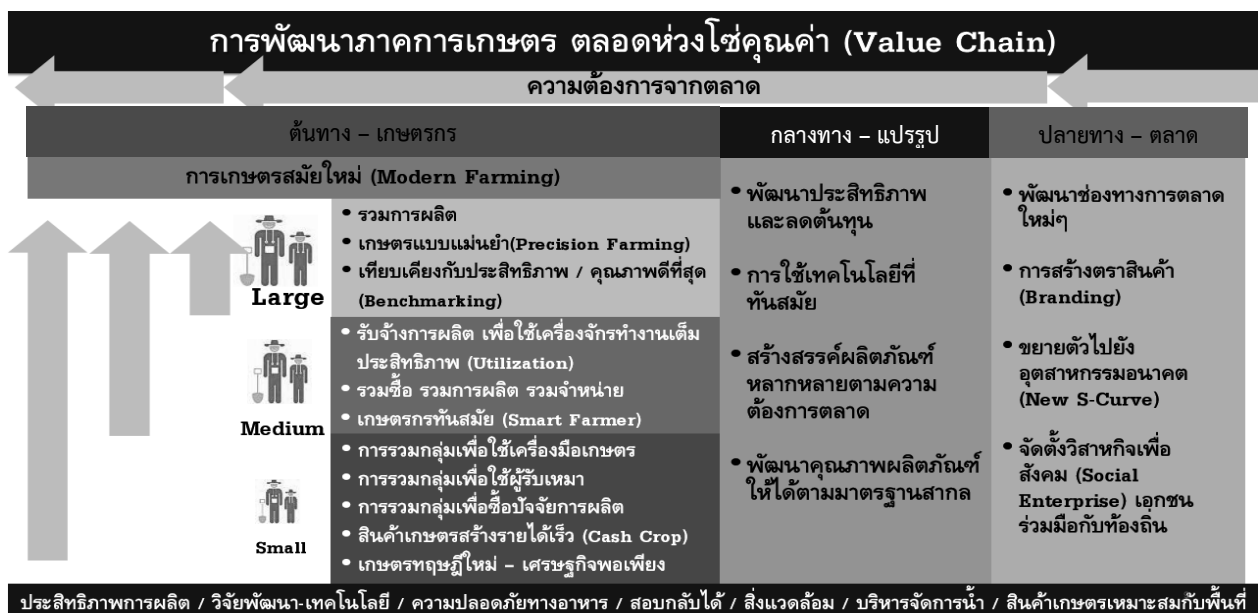 การพัฒนาภาคการเกษตร ตลอดห่วงโซ่คุณค่า (Value Chain)
ความต้องการจากตลาด
ต้นทาง – เกษตรกร
การเกษตรสมัยใหม่ (Modern Farming)
Large
• รวมการผลิต
• เกษตรแบบแม่นยำ(Precision Farming)
• เทียบเคียงกับประสิทธิภาพ / คุณภาพดีที่สุด
(Benchmarking)
Medium
• รับจ้างการผลิต เพื่อใช้เครื่องจักรทำงานเต็ม
ประสิทธิภาพ (Utilization)
• รวมซื้อ รวมการผลิต รวมจำหน่าย
• เกษตรกรทันสมัย (Smart Farmer)
Small
• การรวมกลุ่มเพื่อใช้เครื่องมือเกษตร
• การรวมกลุ่มเพื่อใช้ผู้รับเหมา
• การรวมกลุ่มเพื่อซื้อปัจจัยการผลิต
• สินค้าเกษตรสร้างรายได้เร็ว (Cash Crop)
• เกษตรทฤษฎีใหม่ – เศรษฐกิจพอเพียง
กลางทาง – แปรรูป
• พัฒนาประสิทธิภาพ
และลดต้นทุน
• การใช้เทคโนโลยีที่
ทันสมัย
• สร้างสรรค์ผลิตภัณฑ์
หลากหลายตามความ
ต้องการตลาด
• พัฒนาคุณภาพผลิตภัณฑ์
ให้ได้ตามมาตรฐานสากล
ปลายทาง – ตลาด
• พัฒนาช่องทางการตลาด
ใหม่ๆ
• การสร้างตราสินค้า
(Branding)
• ขยายตัวไปยัง
อุตสาหกรรมอนาคต
(New S-Curve)
• จัดตั้งวิสาหกิจเพื่อ
สังคม (Social
Enterprise) เอกชน
ร่วมมือกับท้องถิ่น
ประสิทธิภาพการผลิต / วิจัยพัฒนา-เทคโนโลยี / ความปลอดภัยทางอาหาร / สอบกลับได้ / สิ่งแวดล้อม / บริหารจัดการน้ำ / สินค้าเกษตรเหมาะสมกับพื้นที่